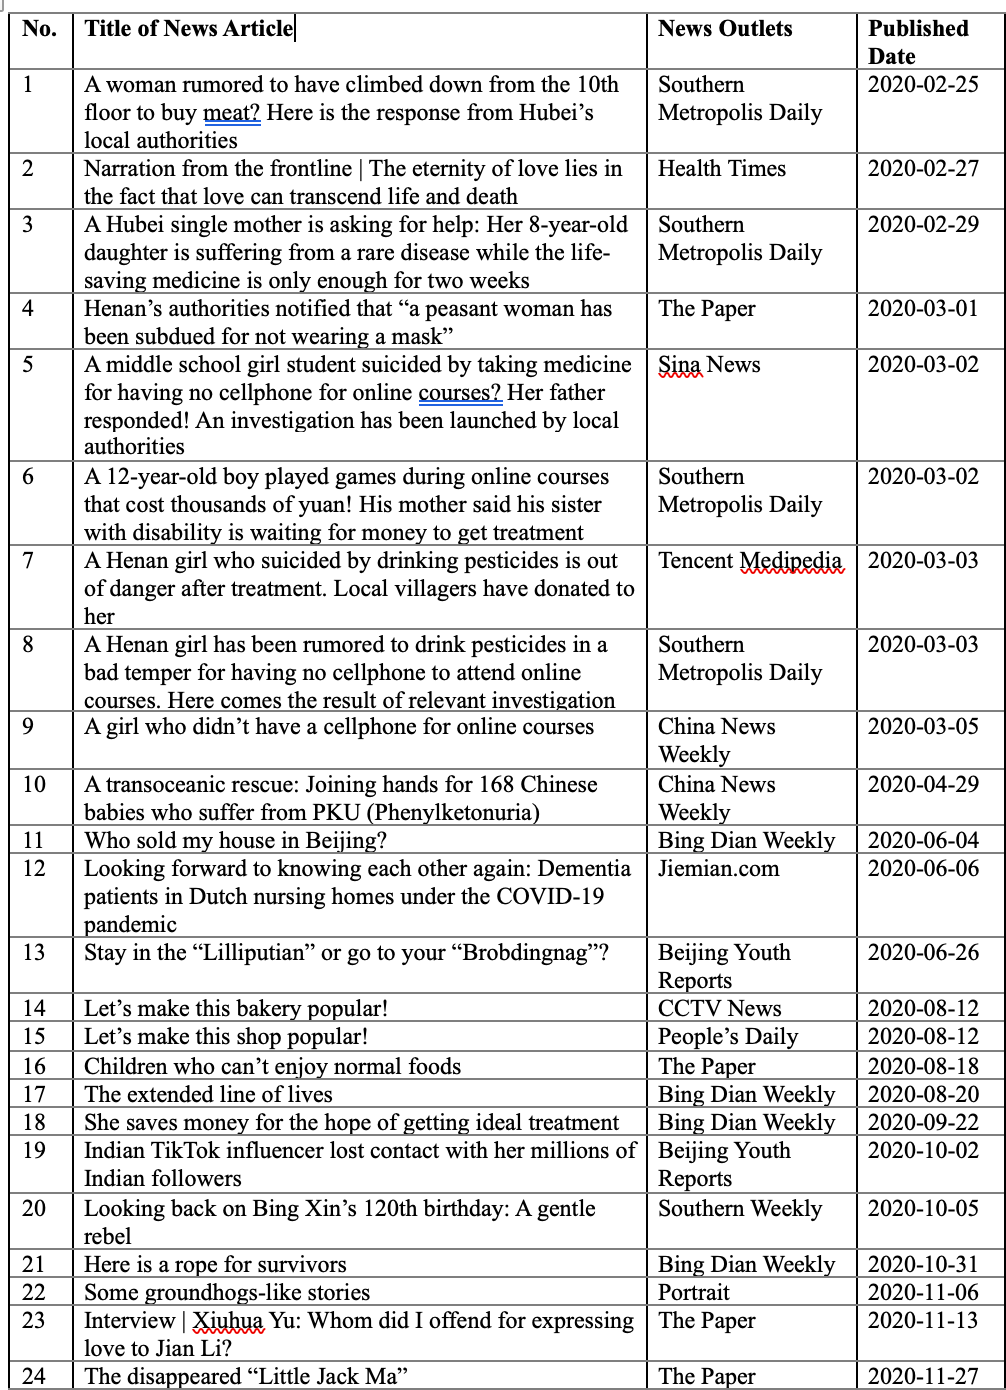 No. Title of News Article News Outlets Published
Date
1 A woman rumored to have climbed down from the 10th Southern 2020-02-25
floor to buy meat? Here is the response from Hubei’s Metropolis Daily
local authorities
2 Narration from the frontline | The eternity of love lies in Health Times 2020-02-27
the fact that love can transcend life and death
3 A Hubei single mother is asking for help: Her 8-year-old Southern 2020-02-29
daughter is suffering from a rare disease while the life- Metropolis Daily
saving medicine is only enough for two weeks
4 Henan’s authorities notified that “a peasant woman has The Paper 2020-03-01
been subdued for not wearing a mask”
5 A middle school girl student suicided by taking medicine Sina News 2020-03-02
for having no cellphone for online courses? Her father
responded! An investigation has been launched by local
authorities
6 A 12-year-old boy played games during online courses Southern 2020-03-02
that cost thousands of yuan! His mother said his sister Metropolis Daily
with disability is waiting for money to get treatment
7 A Henan girl who suicided by drinking pesticides is out Tencent Medipedia 2020-03-03
of danger after treatment. Local villagers have donated to
her
8 A Henan girl has been rumored to drink pesticides in a Southern 2020-03-03
bad temper for having no cellphone to attend online Metropolis Daily
courses. Here comes the result of relevant investigation
9 A girl who didn’t have a cellphone for online courses China News 2020-03-05
Weekly
10 A transoceanic rescue: Joining hands for 168 Chinese China News 2020-04-29
babies who suffer from PKU (Phenylketonuria) Weekly
11 Who sold my house in Beijing? Bing Dian Weekly 2020-06-04
12 Looking forward to knowing each other again: Dementia Jiemian.com 2020-06-06
patients in Dutch nursing homes under the COVID-19
pandemic
13 Stay in the “Lilliputian” or go to your “Brobdingnag”? Beijing Youth 2020-06-26
Reports
14 Let’s make this bakery popular! CCTV News 2020-08-12
15 Let’s make this shop popular! People’s Daily 2020-08-12
16 Children who can’t enjoy normal foods The Paper 2020-08-18
17 The extended line of lives Bing Dian Weekly 2020-08-20
18 She saves money for the hope of getting ideal treatment Bing Dian Weekly 2020-09-22
19 Indian TikTok influencer lost contact with her millions of Beijing Youth 2020-10-02
Indian followers Reports
20 Looking back on Bing Xin’s 120th birthday: A gentle Southern Weekly 2020-10-05
rebel
21 Here is a rope for survivors Bing Dian Weekly 2020-10-31
22 Some groundhogs-like stories Portrait 2020-11-06
23 Interview | Xiuhua Yu: Whom did I offend for expressing The Paper 2020-11-13
love to Jian Li?
24 The disappeared “Little Jack Ma” The Paper 2020-11-27